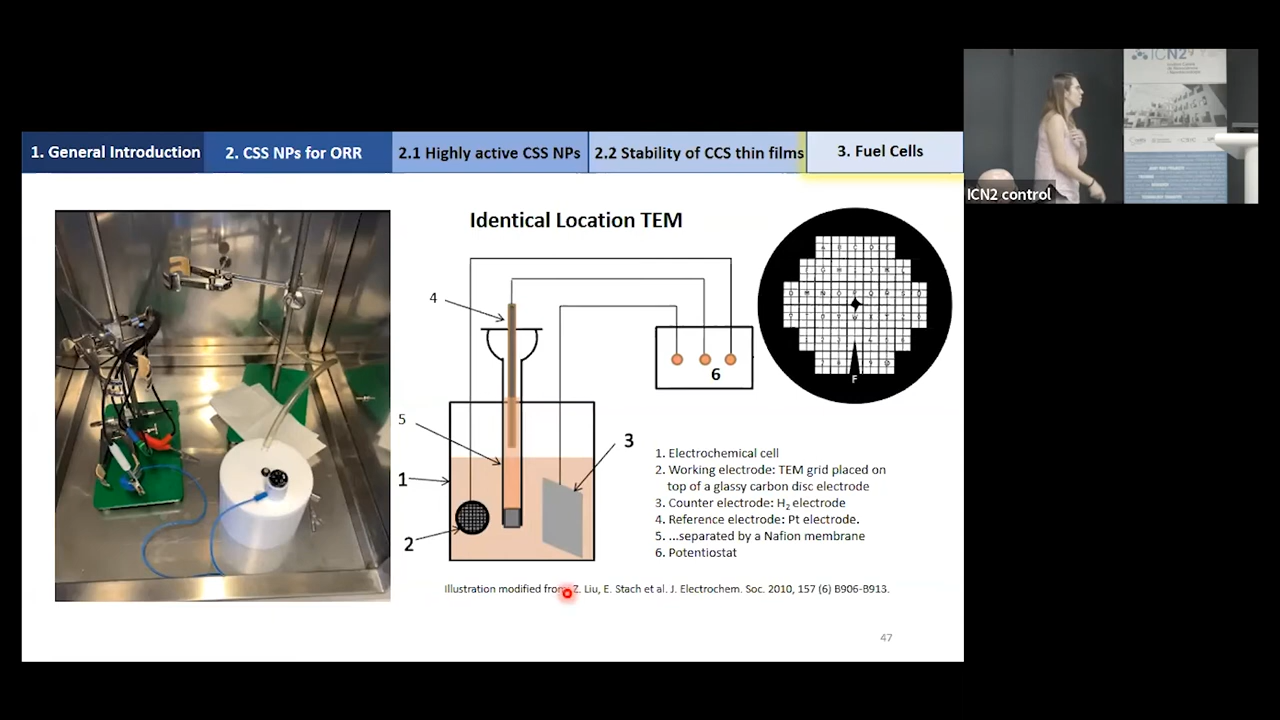 ICN2
ICN2 control
1. General Introduction
2. CSS NPs for ORR
2.1 Highly active CSS NPs
2.2 Stability of CCS thin films
3. Fuel Cells
Identical Location TEM
4
5
1
2
3
6
F
1. Electrochemical cell
2. Working electrode: TEM grid placed on
top of a glassy carbon disc electrode
3. Counter electrode: H₂ electrode
4. Reference electrode: Pt electrode.
5. ...separated by a Nafion membrane
6. Potentiostat
Illustration modified from Z. Liu, E. Stach et al. J. Electrochem. Soc. 2010, 157 (6) B906-B913.
47